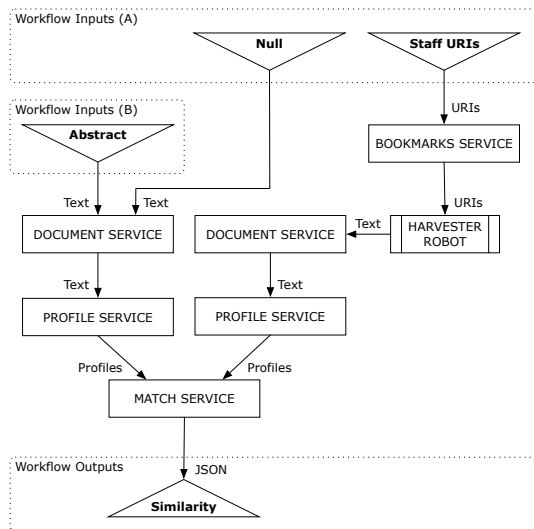 Workflow Inputs (A)
Null
Staff URIs
Workflow Inputs (B)
Abstract
URIs
BOOKMARKS SERVICE
Text
Text
URIs
DOCUMENT SERVICE
DOCUMENT SERVICE
Text
HARVESTER
ROBOT
Text
Text
PROFILE SERVICE
PROFILE SERVICE
Profiles
Profiles
MATCH SERVICE
Workflow Outputs
JSON
Similarity